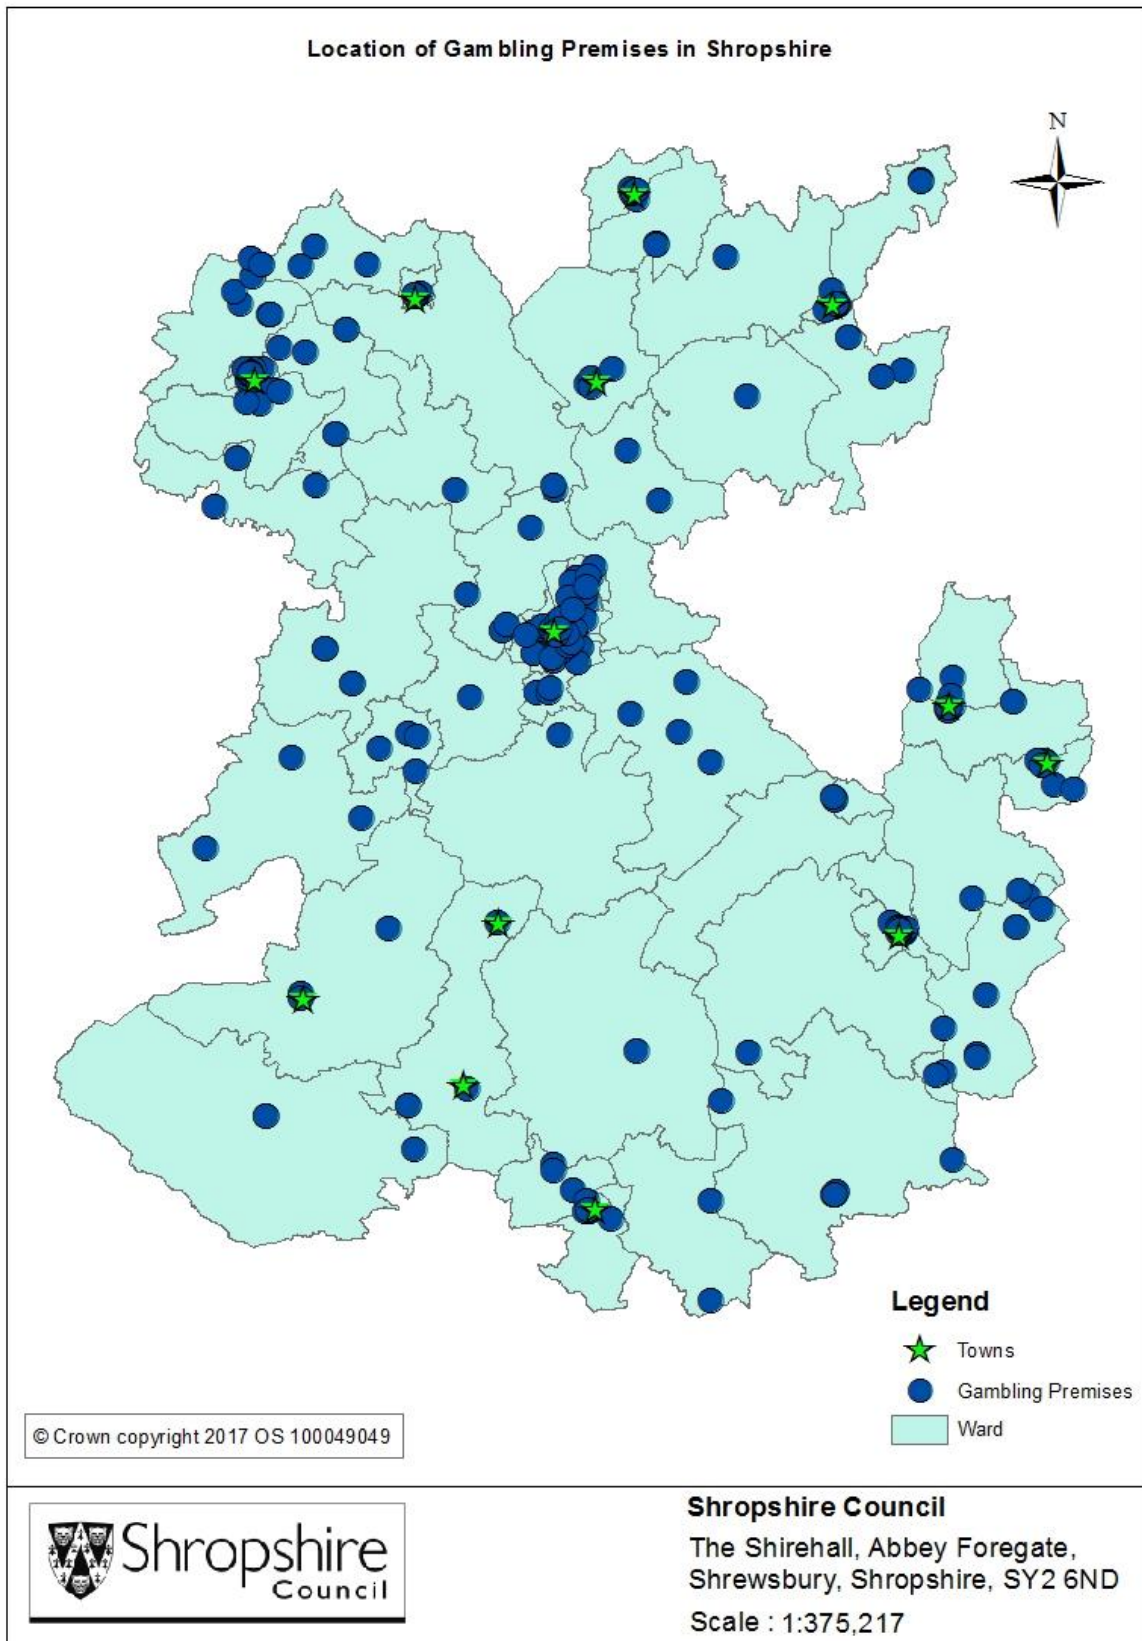 Location of Gambling Premises in Shropshire
N
Legend
Towns
Gambling Premises
Ward
© Crown copyright 2017 OS 100049049
Shropshire
Council
Shropshire Council
The Shirehall, Abbey Foregate,
Shrewsbury, Shropshire, SY2 6ND
Scale : 1:375,217